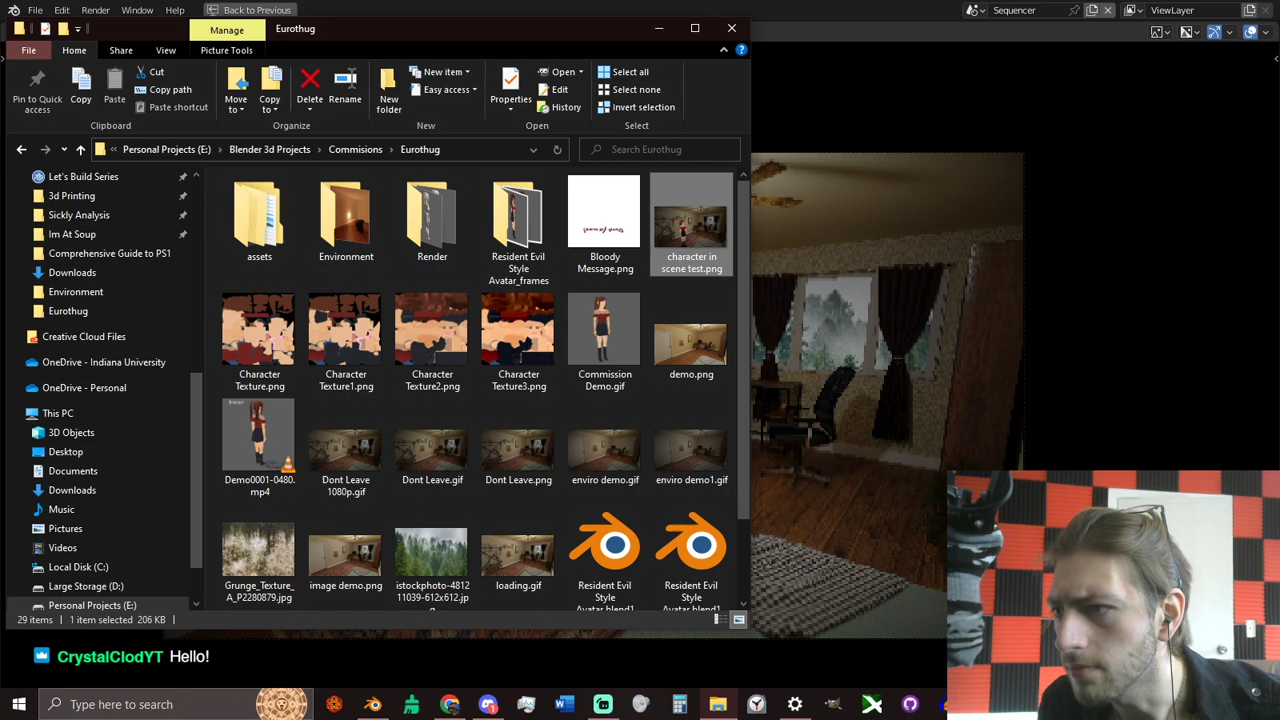 File Edit Render Window Help Back to Previous Sequencer ViewLayer
Manage Eurothug
File Home Share View Picture Tools
Pin to Quick access
Copy
Paste
Cut
Copy path
Paste shortcut
Move to
Copy to
Delete
Rename
New folder
New item
Easy access
Properties
Open
Edit
History
Select all
Select none
Invert selection
Clipboard Organize New Open Select
Personal Projects (E:) Blender 3d Projects Commisions Eurothug Search Eurothug
Let's Build Series
3d Printing
Sickly Analysis
Im At Soup
Comprehensive Guide to PS1
Downloads
Environment
Eurothug
Creative Cloud Files
OneDrive - Indiana University
OneDrive - Personal
This PC
3D Objects
Desktop
Documents
Downloads
Music
Pictures
Videos
Local Disk (C:)
Large Storage (D:)
Personal Projects (E:)
assets
Environment
Render
Resident Evil Style Avatar_frames
Bloody Message.png
character in scene test.png
Character Texture.png
Character Texture1.png
Character Texture2.png
Character Texture3.png
Commission Demo.gif
demo.png
Demo0001-0480.mp4
Dont Leave 1080p.gif
Dont Leave.gif
Dont Leave.png
enviro demo.gif
enviro demo1.gif
Grunge_Texture_A_P2280879.jpg
image demo.png
istockphoto-481211039-612x612.jp
loading.gif
Resident Evil Style Avatar.blend1
Resident Evil Style Avatar.blend1
29 items 1 item selected 206 KB
CrystalClodYT Hello!
Type here to search